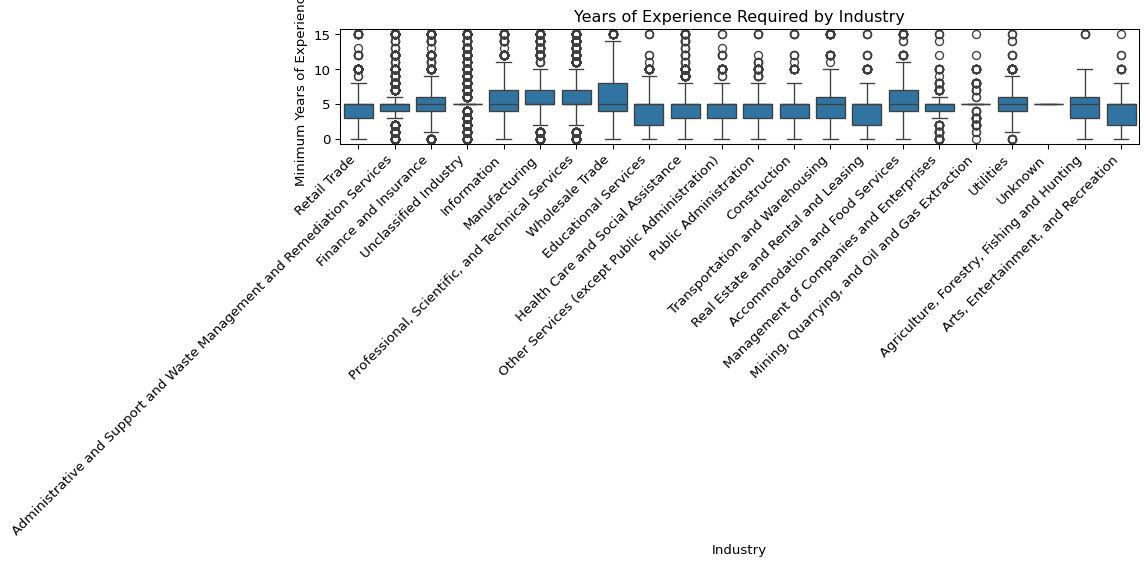 Years of Experience Required by Industry
Minimum Years of Experienc
15
10
5
0
Retail Trade
Administrative and Support and Waste Management and Remediation Services
Finance and Insurance
Unclassified Industry
Information
Manufacturing
Professional, Scientific, and Technical Services
Wholesale Trade
Educational Services
Health Care and Social Assistance
Other Services (except Public Administration)
Public Administration
Construction
Transportation and Warehousing
Real Estate and Rental and Leasing
Accommodation and Food Services
Management of Companies and Enterprises
Mining, Quarrying, and Oil and Gas Extraction
Utilities
Unknown
Agriculture, Forestry, Fishing and Hunting
Arts, Entertainment, and Recreation
Industry